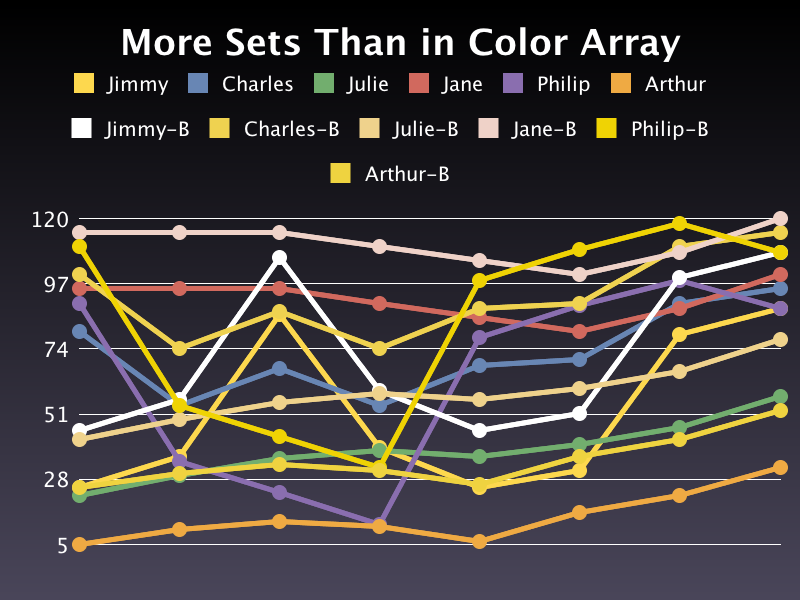 More Sets Than in Color Array
Jimmy Charles Julie Jane Philip Arthur
Jimmy-B Charles-B Julie-B Jane-B Philip-B
Arthur-B
120
97
74
51
28
5